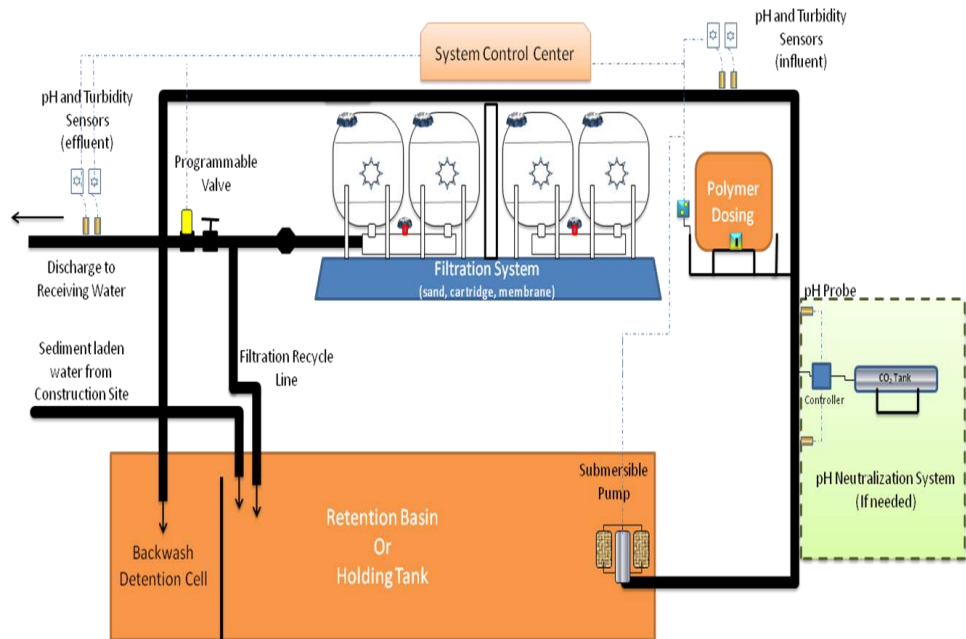 System Control Center
pH and Turbidity
Sensors
(influent)
pH and Turbidity
Sensors
(effluent)
Programmable
Valve
Polymer
Dosing
Discharge to
Receiving Water
Filtration System
(sand, cartridge, membrane)
pH Probe
Sediment laden
water from
Construction Site
Filtration Recycle
Line
CO₂ Tank
Controller
Submersible
Pump
pH Neutralization System
(If needed)
Retention Basin
Or
Holding Tank
Backwash
Detention Cell